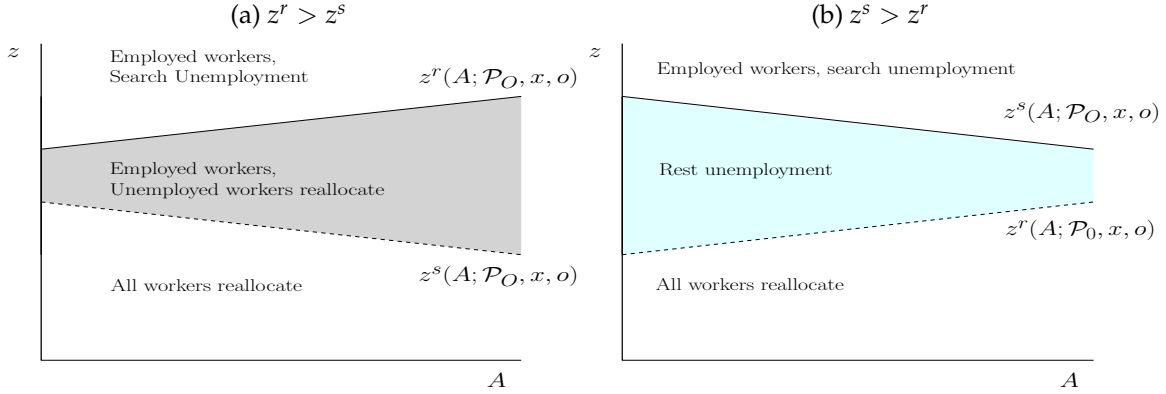 (a) z^r > z^s
z
Employed workers,
Search Unemployment
z^r(A; P_O, x, o)
Employed workers,
Unemployed workers reallocate
z^s(A; P_O, x, o)
All workers reallocate
A
(b) z^s > z^r
z
Employed workers, search unemployment
z^s(A; P_O, x, o)
Rest unemployment
z^r(A; P_0, x, o)
All workers reallocate
A